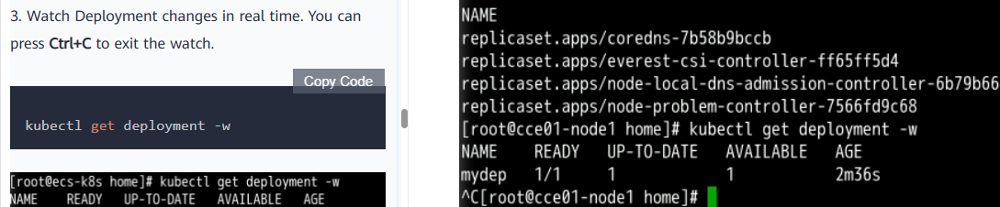 3. Watch Deployment changes in real time. You can
press Ctrl+C to exit the watch.
Copy Code
kubectl get deployment -w
[root@ecs-k8s home]# kubectl get deployment -w
NAME READY UP-TO-DATE AVAILABLE AGE
NAME
replicaset.apps/coredns-7b58b9bccb
replicaset.apps/everest-csi-controller-ff65ff5d4
replicaset.apps/node-local-dns-admission-controller-6b79b66
replicaset.apps/node-problem-controller-7566fd9c68
[root@cce01-node1 home]# kubectl get deployment -w
NAME READY UP-TO-DATE AVAILABLE AGE
mydep 1/1 1 1 2m36s
^C[root@cce01-node1 home]#